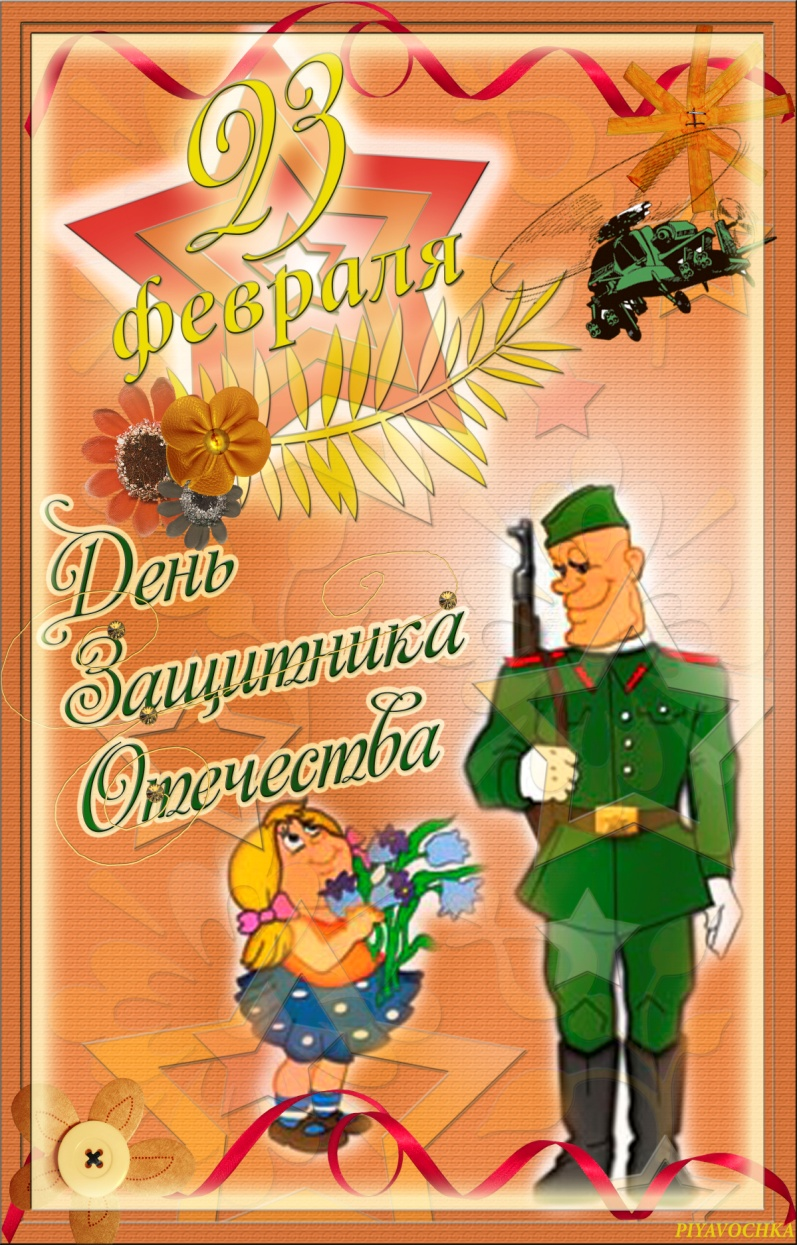 23
февраля
День
Защитника
Отечества
PIYAVOCHKA